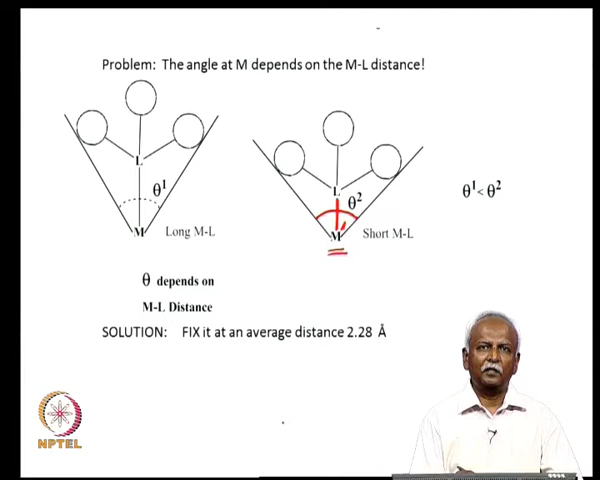 Problem: The angle at M depends on the M-L distance!
L
θ¹
M
Long M-L
L
θ²
M
Short M-L
θ¹< θ²
θ depends on
M-L Distance
SOLUTION: FIX it at an average distance 2.28 Å
NPTEL